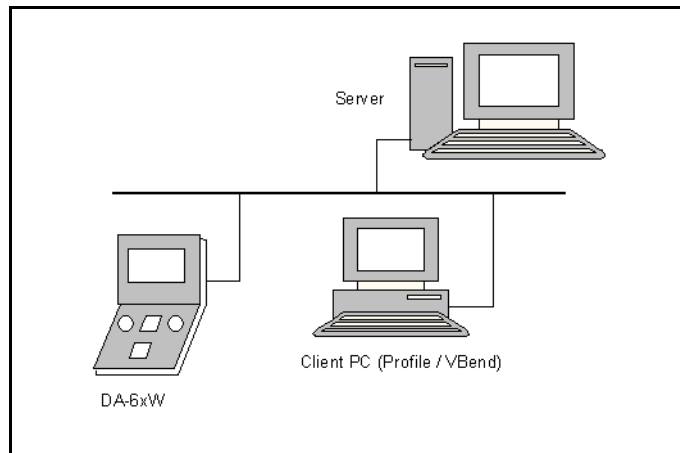 Server
Client PC (Profile / VBend)
DA-6xW